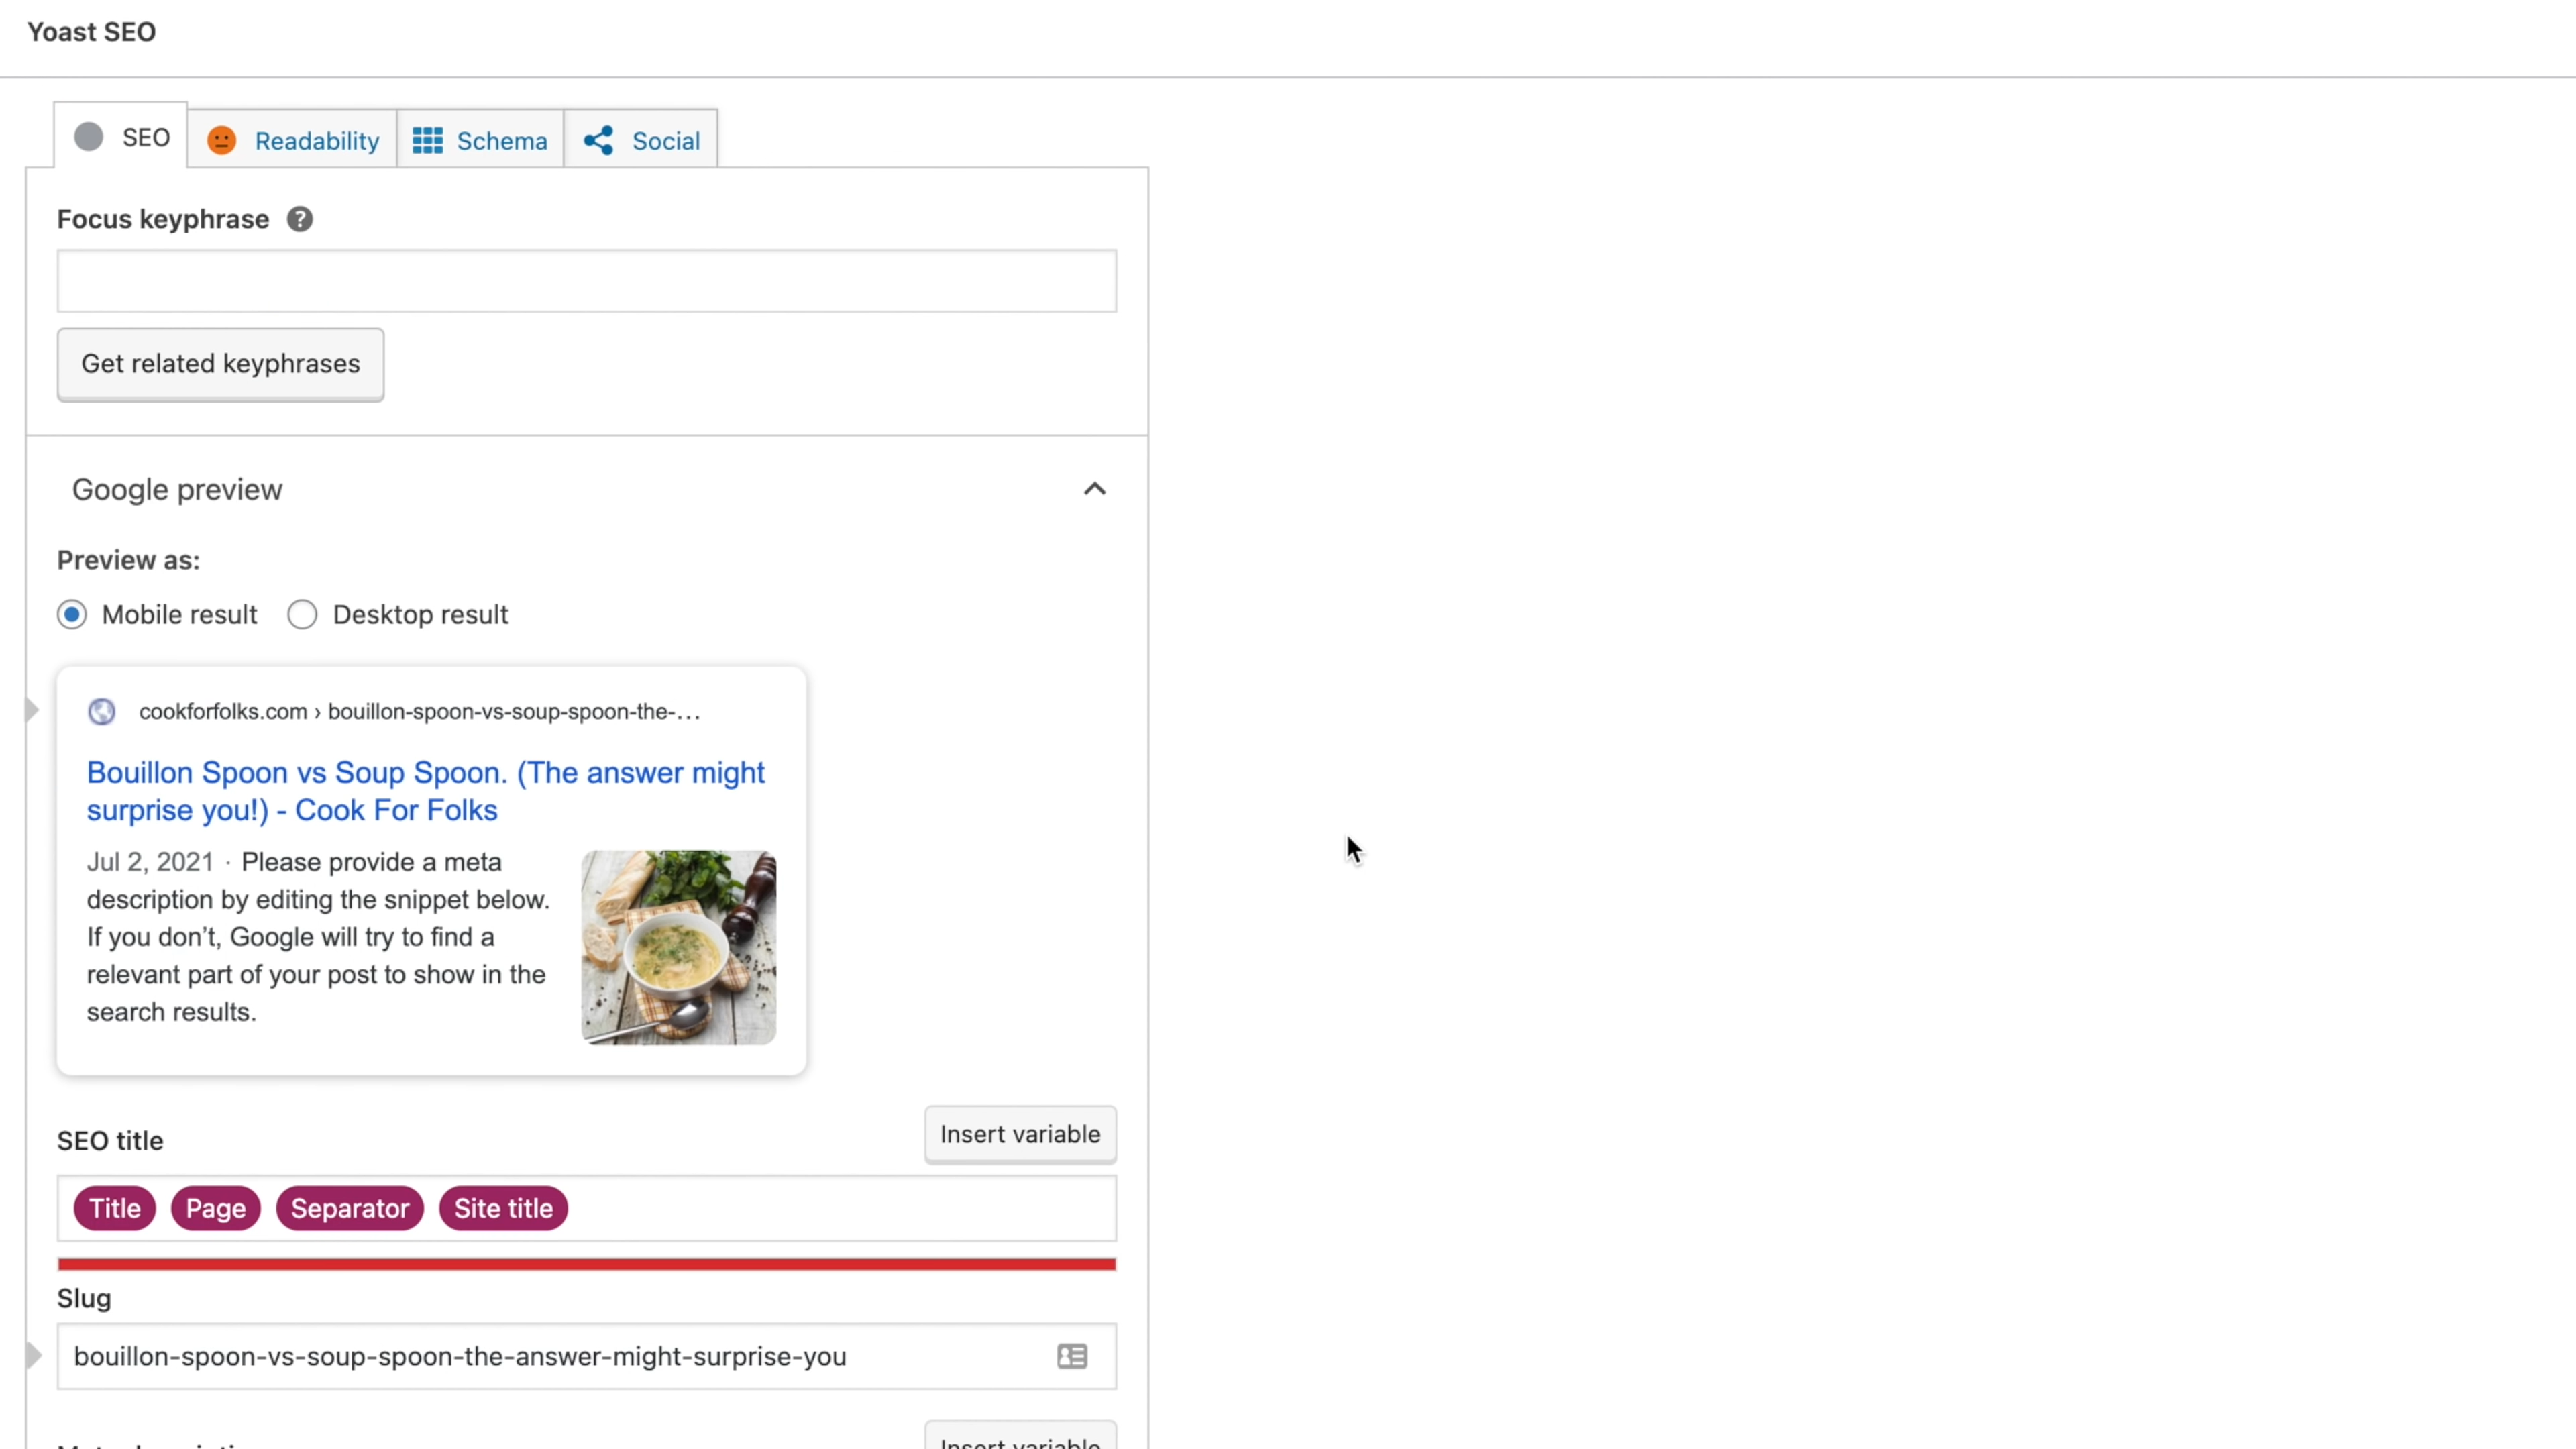 Yoast SEO
SEO
Readability
Schema
Social
Focus keyphrase ?
Get related keyphrases
Google preview
Preview as:
Mobile result
Desktop result
cookforfolks.com › bouillon-spoon-vs-soup-spoon-the-…
Bouillon Spoon vs Soup Spoon. (The answer might
surprise you!) - Cook For Folks
Jul 2, 2021 · Please provide a meta
description by editing the snippet below.
If you don’t, Google will try to find a
relevant part of your post to show in the
search results.
SEO title
Insert variable
Title Page Separator Site title
Slug
bouillon-spoon-vs-soup-spoon-the-answer-might-surprise-you
Insert variable